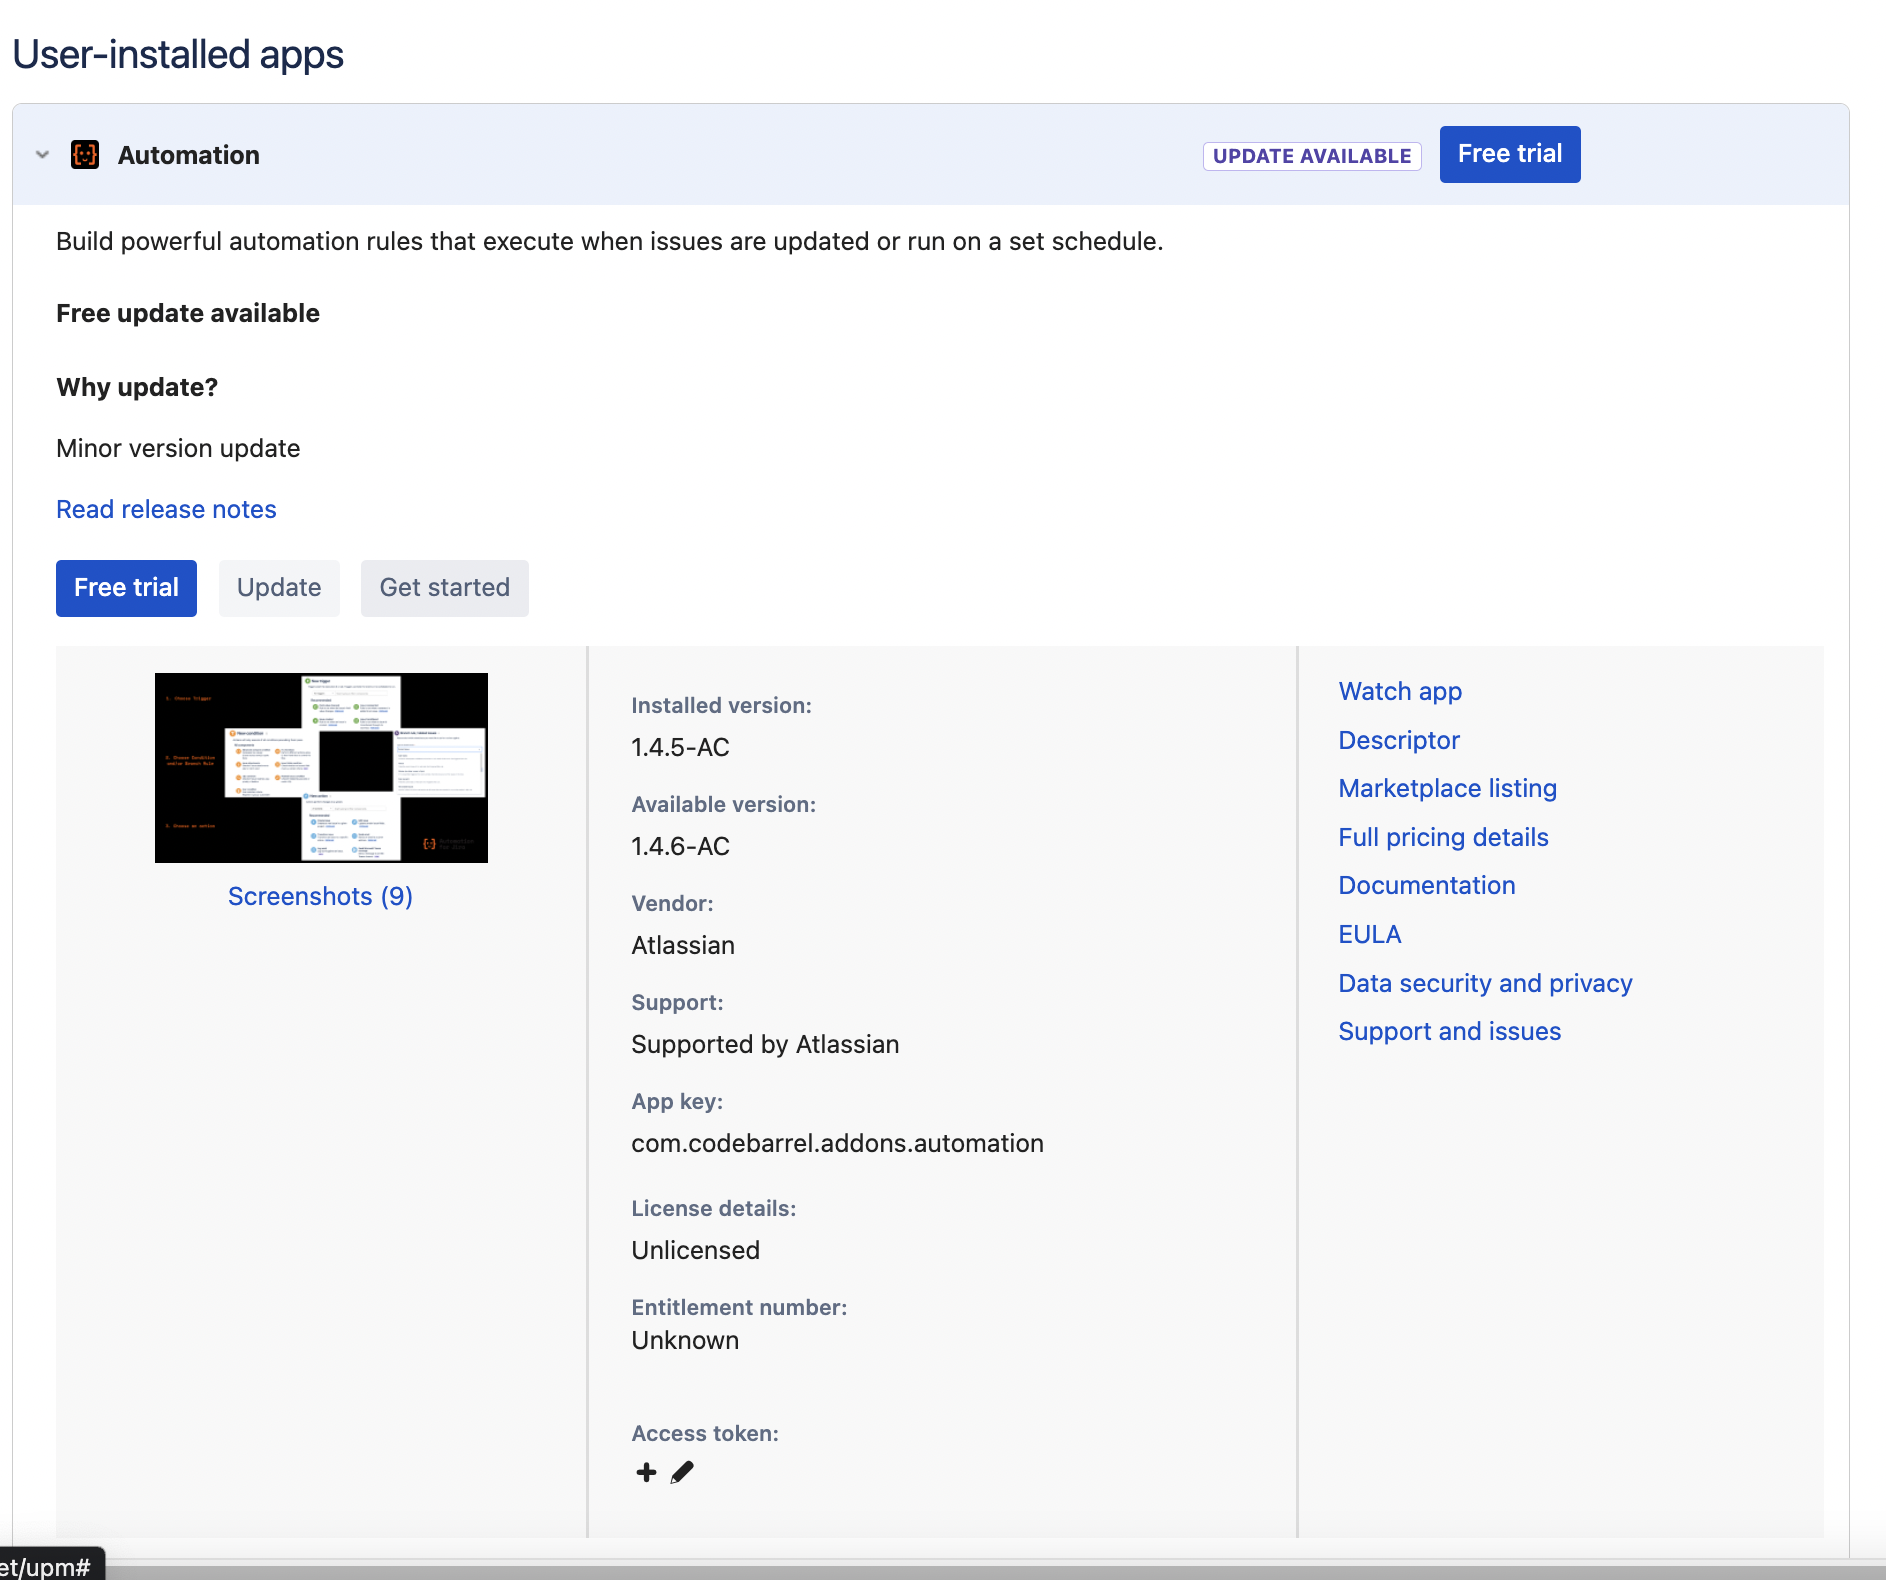 User-installed apps
Automation
UPDATE AVAILABLE
Free trial
Build powerful automation rules that execute when issues are updated or run on a set schedule.
Free update available
Why update?
Minor version update
Read release notes
Free trial
Update
Get started
Screenshots (9)
Installed version:
1.4.5-AC
Available version:
1.4.6-AC
Vendor:
Atlassian
Support:
Supported by Atlassian
App key:
com.codebarrel.addons.automation
License details:
Unlicensed
Entitlement number:
Unknown
Access token:
Watch app
Descriptor
Marketplace listing
Full pricing details
Documentation
EULA
Data security and privacy
Support and issues
et/upm#